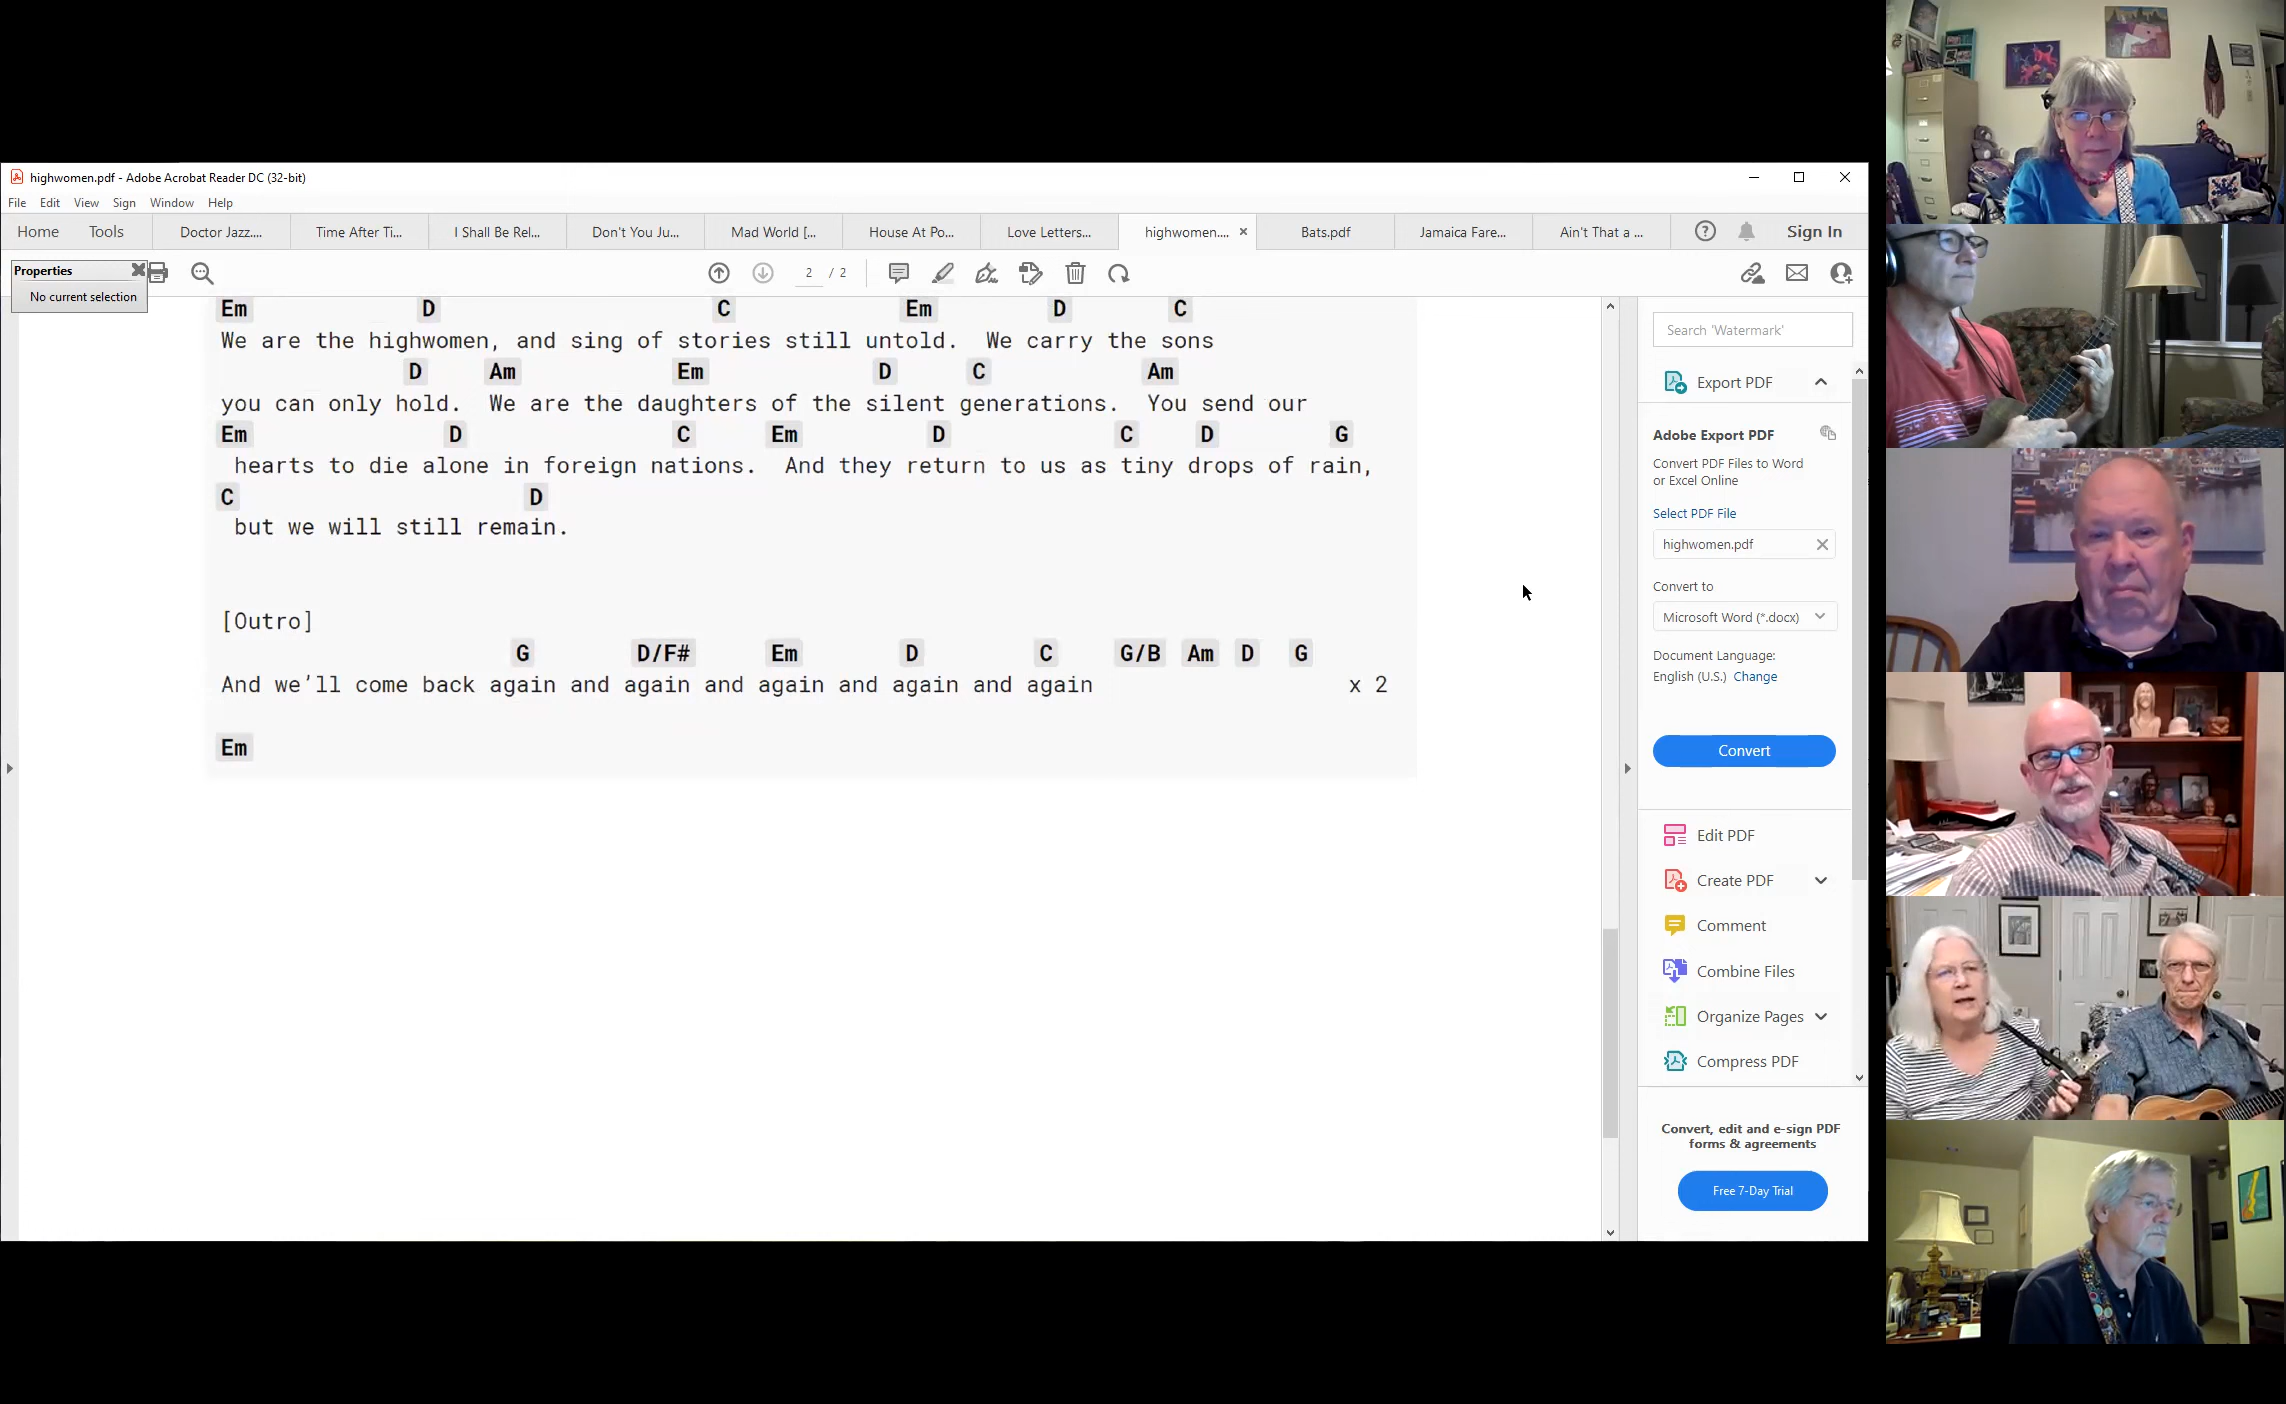 highwomen.pdf - Adobe Acrobat Reader DC (32-bit)
File Edit View Sign Window Help
Home Tools Doctor Jazz.... Time After Ti... I Shall Be Rel... Don't You Ju... Mad World [... House At Po... Love Letters... highwomen.... Bats.pdf Jamaica Fare... Ain't That a ... Sign In
Properties
No current selection
2 / 2
Em D C Em D C
We are the highwomen, and sing of stories still untold. We carry the sons
D Am Em D C Am
you can only hold. We are the daughters of the silent generations. You send our
Em D C Em D C D G
hearts to die alone in foreign nations. And they return to us as tiny drops of rain,
C D
but we will still remain.
[Outro]
G D/F# Em D C G/B Am D G
And we'll come back again and again and again and again and again x 2
Em
Search 'Watermark'
Export PDF
Adobe Export PDF
Convert PDF Files to Word
or Excel Online
Select PDF File
highwomen.pdf
Convert to
Microsoft Word (*.docx)
Document Language:
English (U.S.) Change
Convert
Edit PDF
Create PDF
Comment
Combine Files
Organize Pages
Compress PDF
Convert, edit and e-sign PDF
forms & agreements
Free 7-Day Trial